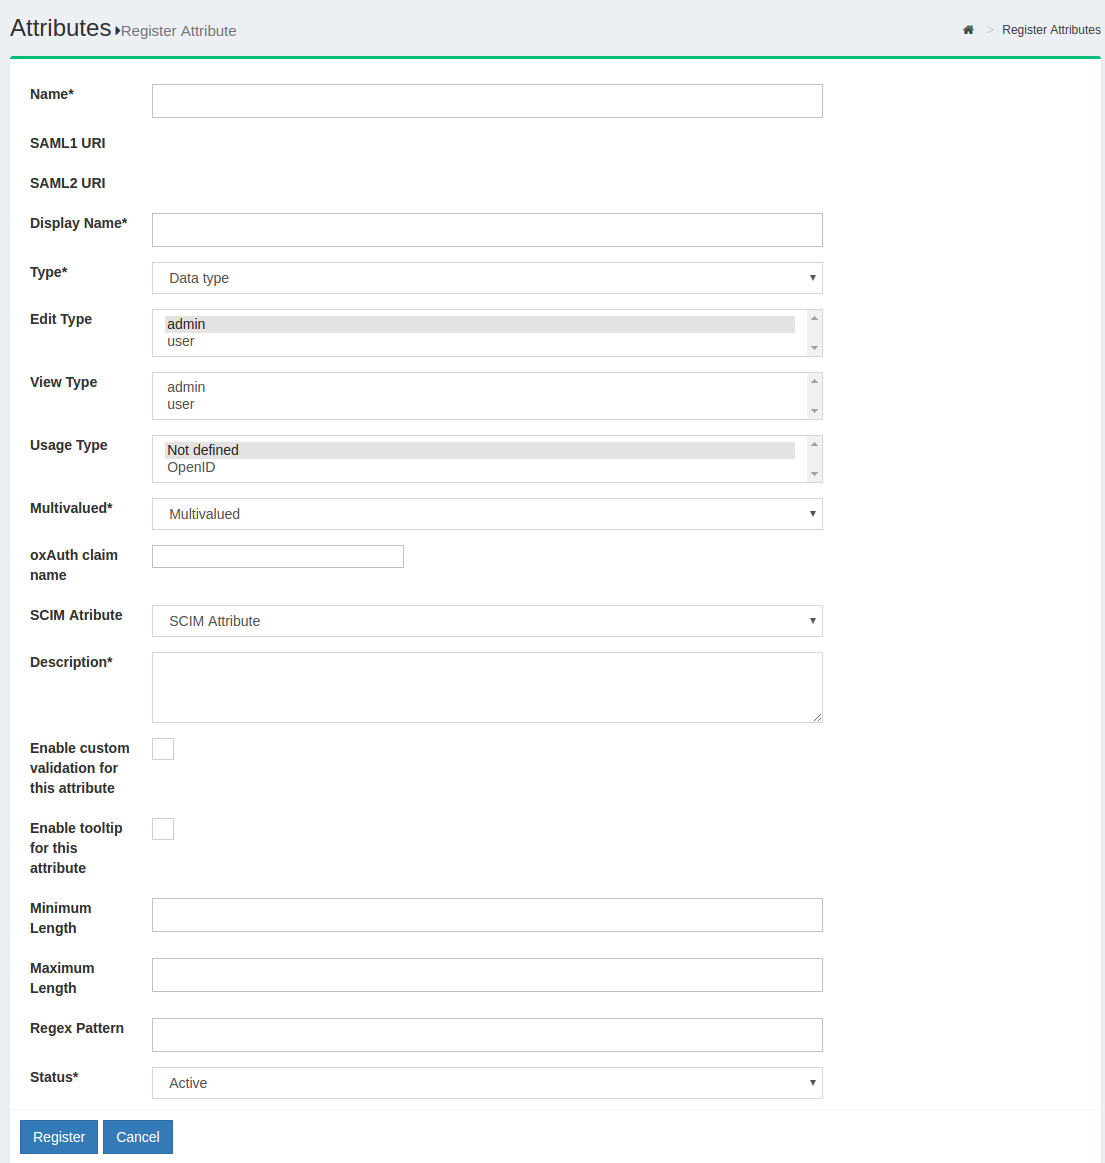 Attributes Register Attribute
> Register Attributes
Name*
SAML1 URI
SAML2 URI
Display Name*
Type*
Data type
Edit Type
admin
user
View Type
admin
user
Usage Type
Not defined
OpenID
Multivalued*
Multivalued
oxAuth claim
name
SCIM Atribute
SCIM Attribute
Description*
Enable custom
validation for
this attribute
Enable tooltip
for this
attribute
Minimum
Length
Maximum
Length
Regex Pattern
Status*
Active
Register Cancel